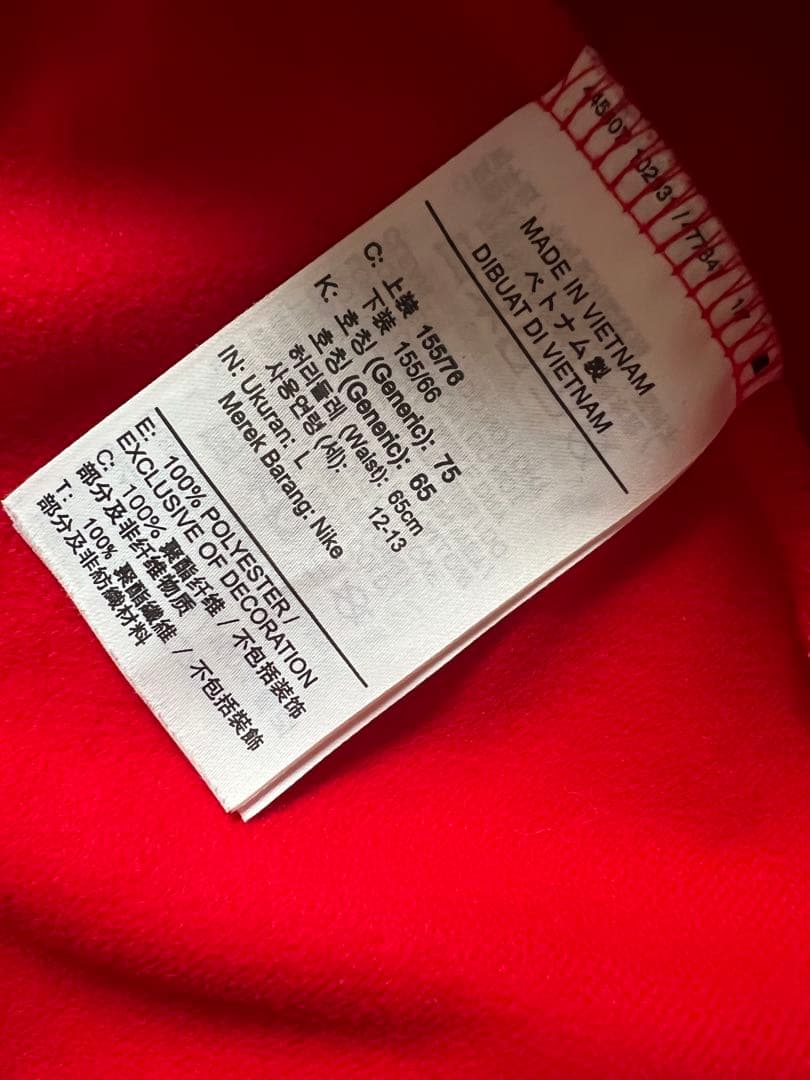 MADE IN VIETNAM
ベトナム製
DIBUAT DI VIETNAM
C: 上装 155/76
下装 155/66
K: 호칭 (Generic): 75
호칭 (Generic): 65
허리둘레 (Waist): 65cm
사용연령 (세): 12-13
IN: Ukuran: L
Merek Barang: Nike
E: 100% POLYESTER /
EXCLUSIVE OF DECORATION
C: 100% 聚酯纤维 / 不包括装饰
部分及非纤维物质
T: 100% 聚酯纖維 / 不包括裝飾
部分及非紡織材料